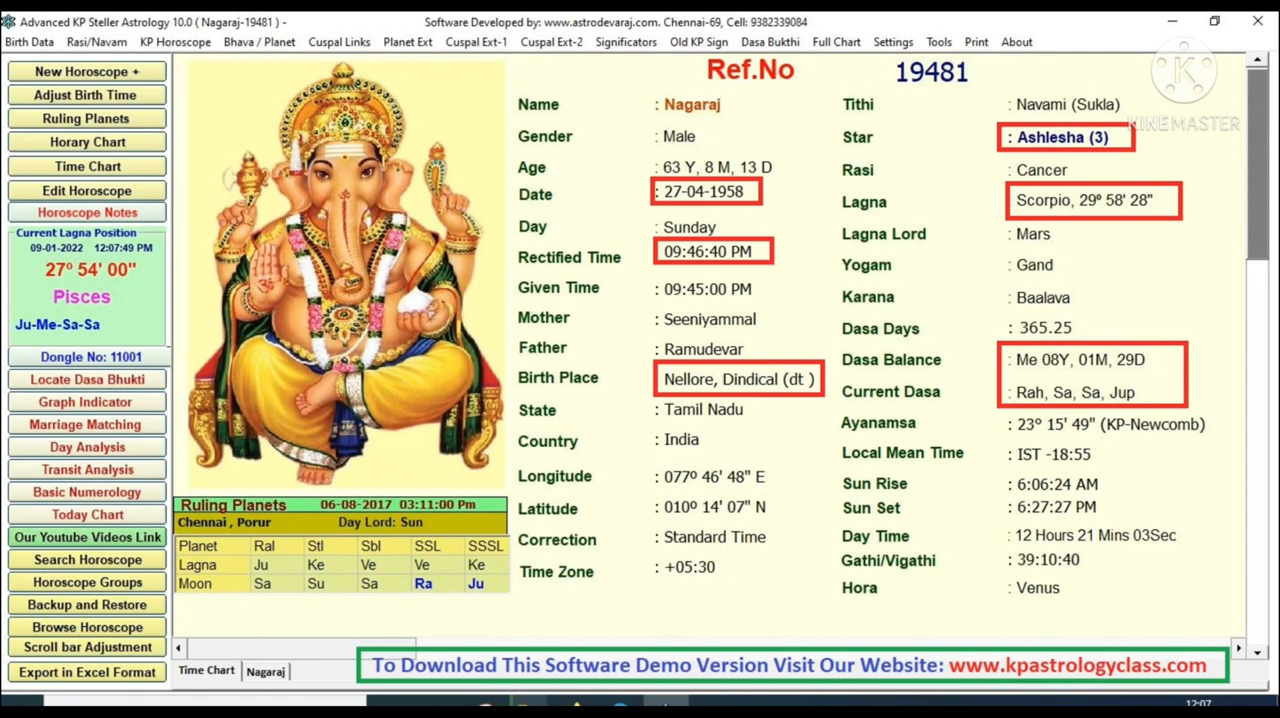 Advanced KP Steller Astrology 10.0 ( Nagaraj-19481 ) -
Software Developed by: www.astrodevaraj.com. Chennai-69, Cell: 9382339084
Birth Data Rasi/Navam KP Horoscope Bhava / Planet Cuspal Links Planet Ext Cuspal Ext-1 Cuspal Ext-2 Significators Old KP Sign Dasa Bukthi Full Chart Settings Tools Print About
New Horoscope +
Adjust Birth Time
Ruling Planets
Horary Chart
Time Chart
Edit Horoscope
Horoscope Notes
Current Lagna Position
09-01-2022 12:07:49 PM
27º 54' 00"
Pisces
Ju-Me-Sa-Sa
Dongle No: 11001
Locate Dasa Bhukti
Graph Indicator
Marriage Matching
Day Analysis
Transit Analysis
Basic Numerology
Today Chart
Our Youtube Videos Link
Search Horoscope
Horoscope Groups
Backup and Restore
Browse Horoscope
Scroll bar Adjustment
Export in Excel Format
Ruling Planets 06-08-2017 03:11:00 Pm
Chennai , Porur Day Lord: Sun
Planet Ral Stl Sbl SSL SSSL
Lagna Ju Ke Ve Ve Ke
Moon Sa Su Sa Ra Ju
Ref.No 19481
K
KINEMASTER
Name : Nagaraj
Gender : Male
Age : 63 Y, 8 M, 13 D
Date : 27-04-1958
Day : Sunday
Rectified Time 09:46:40 PM
Given Time : 09:45:00 PM
Mother : Seeniyammal
Father : Ramudevar
Birth Place Nellore, Dindical (dt )
State : Tamil Nadu
Country : India
Longitude : 077º 46' 48" E
Latitude : 010º 14' 07" N
Correction : Standard Time
Time Zone : +05:30
Tithi : Navami (Sukla)
Star : Ashlesha (3)
Rasi : Cancer
Lagna Scorpio, 29º 58' 28"
Lagna Lord : Mars
Yogam : Gand
Karana : Baalava
Dasa Days : 365.25
Dasa Balance : Me 08Y, 01M, 29D
Current Dasa : Rah, Sa, Sa, Jup
Ayanamsa : 23º 15' 49" (KP-Newcomb)
Local Mean Time : IST -18:55
Sun Rise : 6:06:24 AM
Sun Set : 6:27:27 PM
Day Time : 12 Hours 21 Mins 03Sec
Gathi/Vigathi : 39:10:40
Hora : Venus
Time Chart Nagaraj
To Download This Software Demo Version Visit Our Website: www.kpastrologyclass.com
12:07